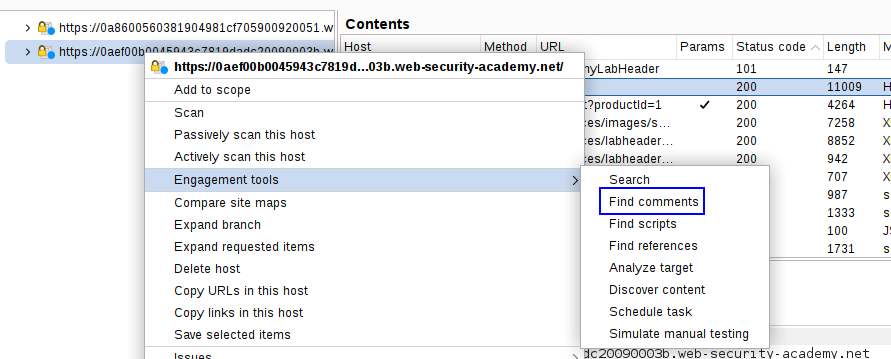 https://0a8600560381904981cf705900920051.w
https://0aef00b0045943c7819dadc20090003b.w
Contents
Host Method URL Params Status code Length M
nyLabHeader 101 147
200 11009 H
t?productId=1 200 4264 H
ces/images/s... 200 7258 X
ces/labheader... 200 8852 X
ces/labheader... 200 942 X
707 X
987 s
1333 s
100 JS
1731 s
https://0aef00b0045943c7819d...03b.web-security-academy.net/
Add to scope
Scan
Passively scan this host
Actively scan this host
Engagement tools
Compare site maps
Expand branch
Expand requested items
Delete host
Copy URLs in this host
Copy links in this host
Save selected items
Issues
Search
Find comments
Find scripts
Find references
Analyze target
Discover content
Schedule task
Simulate manual testing
dc20090003b.web-security-academy.net